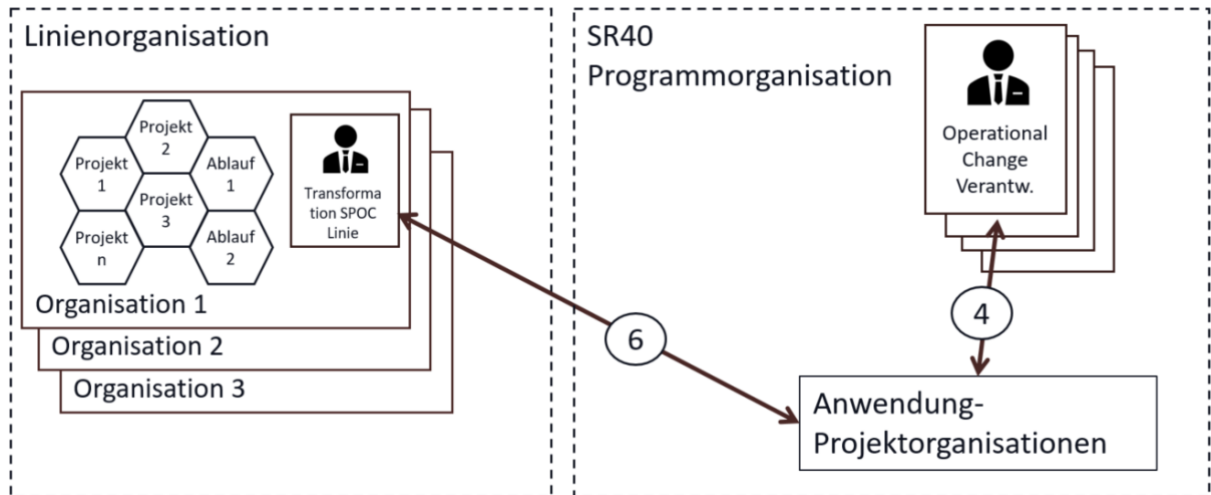 Linienorganisation
Projekt
2
Projekt
1
Ablauf
1
Projekt
3
Projekt
n
Ablauf
2
Transforma
tion SPOC
Linie
Organisation 1
Organisation 2
Organisation 3
SR40
Programmorganisation
Operational
Change
Verantw.
6
4
Anwendung-
Projektorganisationen